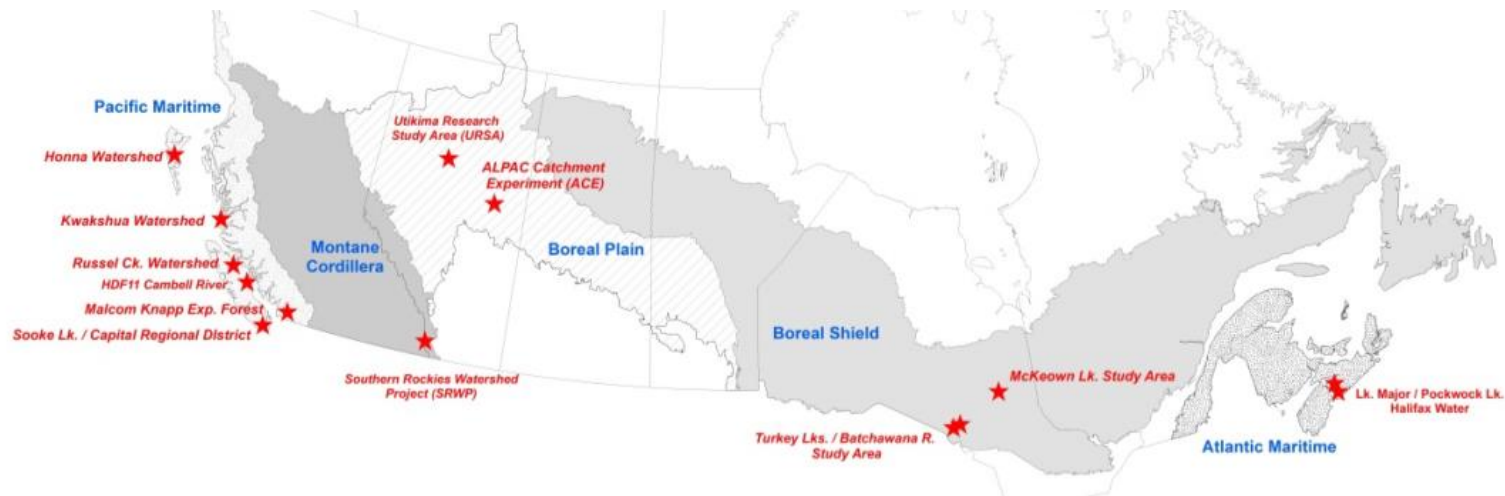 Pacific Maritime
Honna Watershed
Kwakshua Watershed
Russel Ck. Watershed
HDF11 Cambell River
Malcom Knapp Exp. Forest
Sooke Lk. / Capital Regional DIstrict
Montane
Cordillera
Utikima Research
Study Area (URSA)
ALPAC Catchment
Experiment (ACE)
Boreal Plain
Southern Rockies Watershed
Project (SRWP)
Boreal Shield
McKeown Lk. Study Area
Turkey Lks. / Batchawana R.
Study Area
Lk. Major / Pockwock Lk.
Halifax Water
Atlantic Maritime